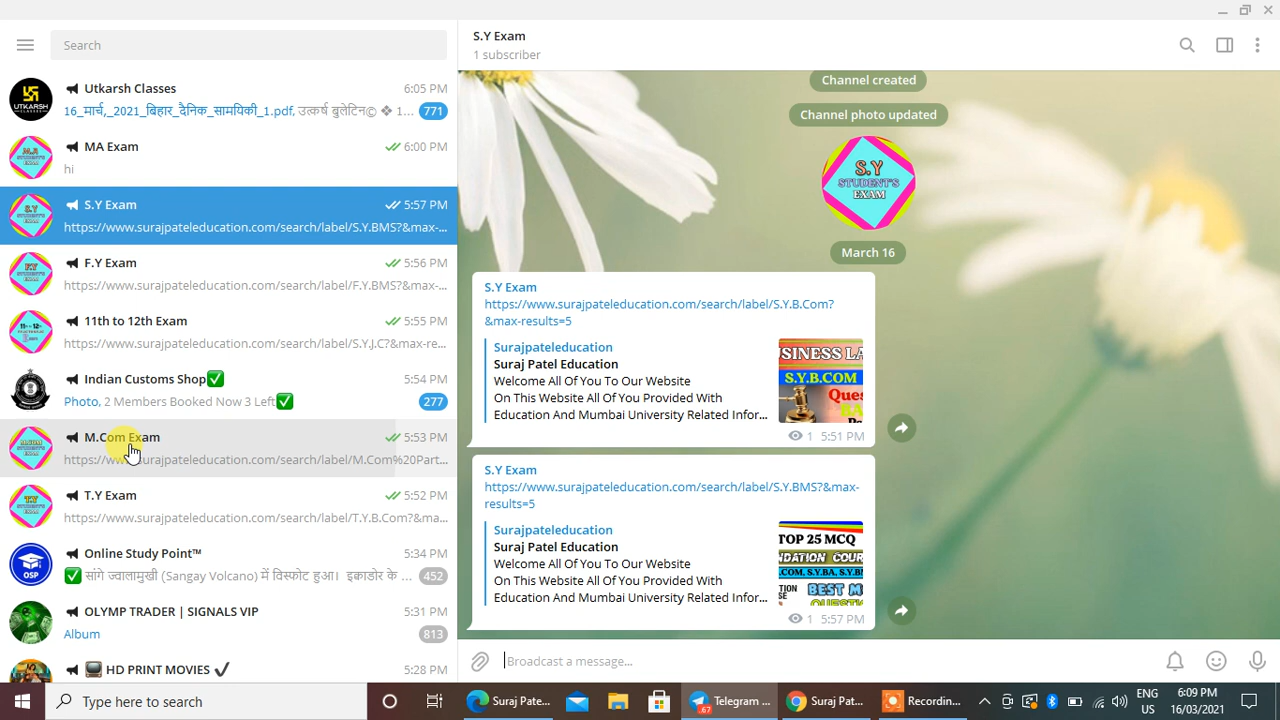 Search
Utkarsh Classes 6:05 PM
16_मार्च,_2021_बिहार_दैनिक_सामयिकी_1.pdf, उत्कर्ष बुलेटिन© ❖ 1... 771
MA Exam 6:00 PM
hi
S.Y Exam 5:57 PM
https://www.surajpateleducation.com/search/label/S.Y.BMS?&max-...
F.Y Exam 5:56 PM
https://www.surajpateleducation.com/search/label/F.Y.BMS?&max-...
11th to 12th Exam 5:55 PM
https://www.surajpateleducation.com/search/label/S.Y.J.C?&max-re...
Indian Customs Shop✅ 5:54 PM
Photo, 2 Members Booked Now 3 Left✅ 277
M.Com Exam 5:53 PM
https://www.surajpateleducation.com/search/label/M.Com%20Part...
T.Y Exam 5:52 PM
https://www.surajpateleducation.com/search/label/T.Y.B.Com?&ma...
Online Study Point™ 5:34 PM
✅ सांगे ज्वालामुखी (Sangay Volcano) में विस्फोट हुआ। इक्वाडोर के ... 452
OLYMP TRADER | SIGNALS VIP 5:31 PM
Album 813
HD PRINT MOVIES ✔ 5:28 PM
S.Y Exam
1 subscriber
Channel created
Channel photo updated
S.Y
STUDENT'S
EXAM
March 16
S.Y Exam
https://www.surajpateleducation.com/search/label/S.Y.B.Com?
&max-results=5
Surajpateleducation
Suraj Patel Education
Welcome All Of You To Our Website
On This Website All Of You Provided With
Education And Mumbai University Related Infor...
S.Y.B.COM
1 5:51 PM
S.Y Exam
https://www.surajpateleducation.com/search/label/S.Y.BMS?&max-
results=5
Surajpateleducation
Suraj Patel Education
Welcome All Of You To Our Website
On This Website All Of You Provided With
Education And Mumbai University Related Infor...
TOP 25 MCQ
1 5:57 PM
Broadcast a message...
Type here to search
Suraj Pate...
Telegram ...
Suraj Pat...
Recordin...
ENG
US
6:09 PM
16/03/2021